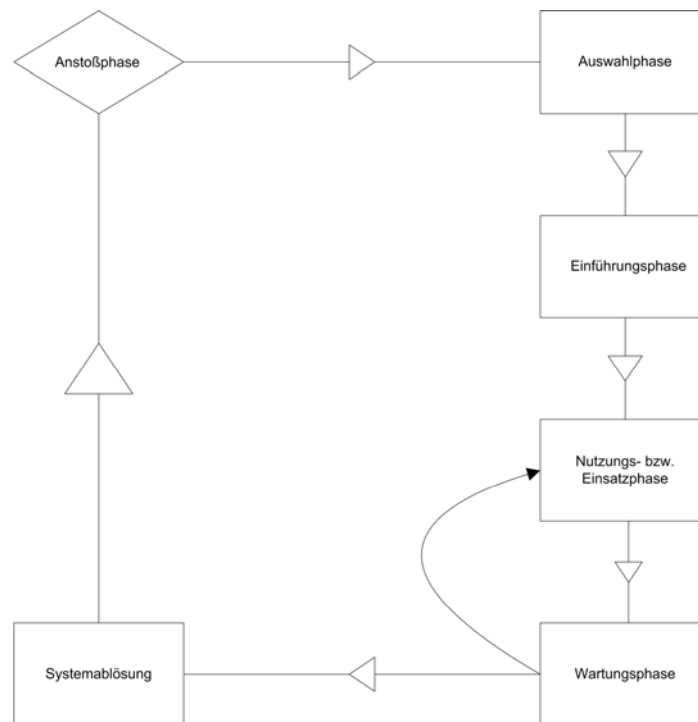 Anstoßphase
Auswahlphase
Einführungsphase
Nutzungs- bzw.
Einsatzphase
Systemablösung
Wartungsphase